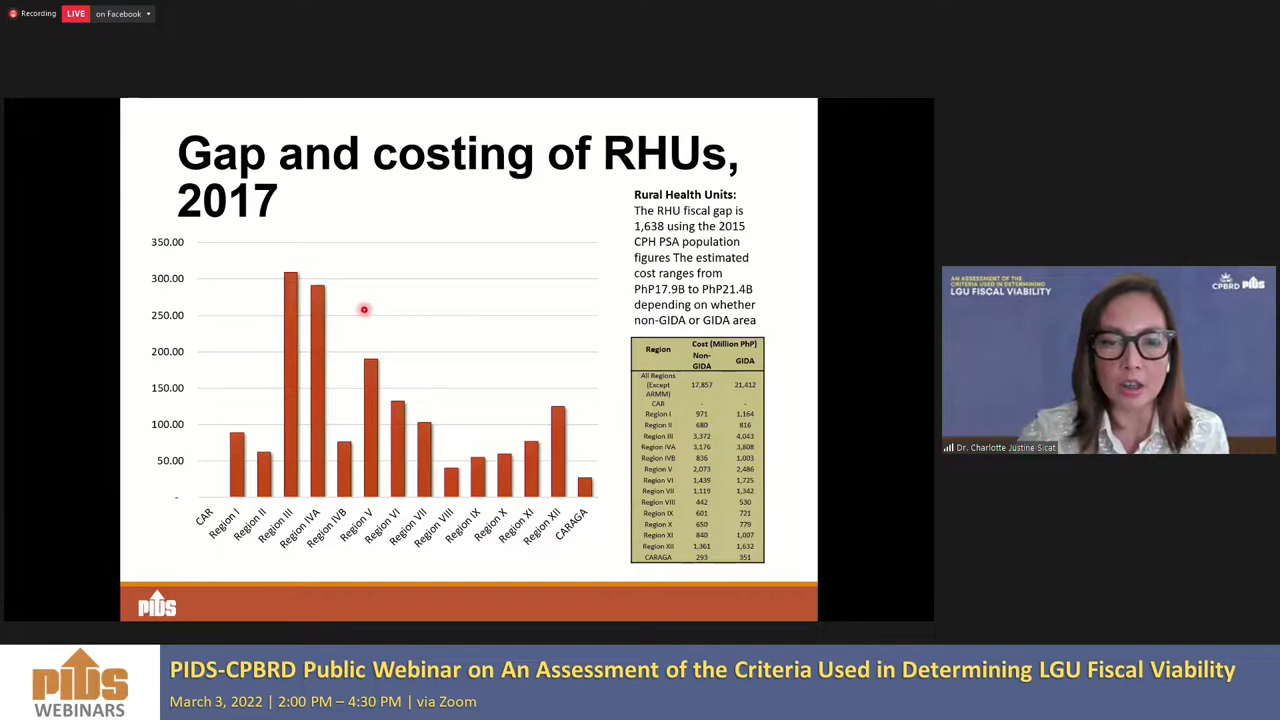 Recording
LIVE
on Facebook
Gap and costing of RHUs,
2017
350.00
300.00
250.00
200.00
150.00
100.00
50.00
-
CAR
Region I
Region II
Region III
Region IVA
Region IVB
Region V
Region VI
Region VII
Region VIII
Region IX
Region X
Region XI
Region XII
CARAGA
Rural Health Units:
The RHU fiscal gap is
1,638 using the 2015
CPH PSA population
figures The estimated
cost ranges from
PhP17.9B to PhP21.4B
depending on whether
non-GIDA or GIDA area
Region Cost (Million PhP)
Non-GIDA GIDA
All Regions (Except ARMM) 17,857 21,412
CAR - -
Region I 971 1,164
Region II 680 816
Region III 3,372 4,043
Region IVA 3,176 3,808
Region IVB 836 1,003
Region V 2,073 2,486
Region VI 1,439 1,725
Region VII 1,119 1,342
Region VIII 442 530
Region IX 601 721
Region X 650 779
Region XI 840 1,007
Region XII 1,361 1,632
CARAGA 293 351
PIDS
AN ASSESSMENT OF THE
CRITERIA USED IN DETERMINING
LGU FISCAL VIABILITY
CPBRD PIDS
Dr. Charlotte Justine Sicat
PIDS
WEBINARS
PIDS-CPBRD Public Webinar on An Assessment of the Criteria Used in Determining LGU Fiscal Viability
March 3, 2022 | 2:00 PM – 4:30 PM | via Zoom